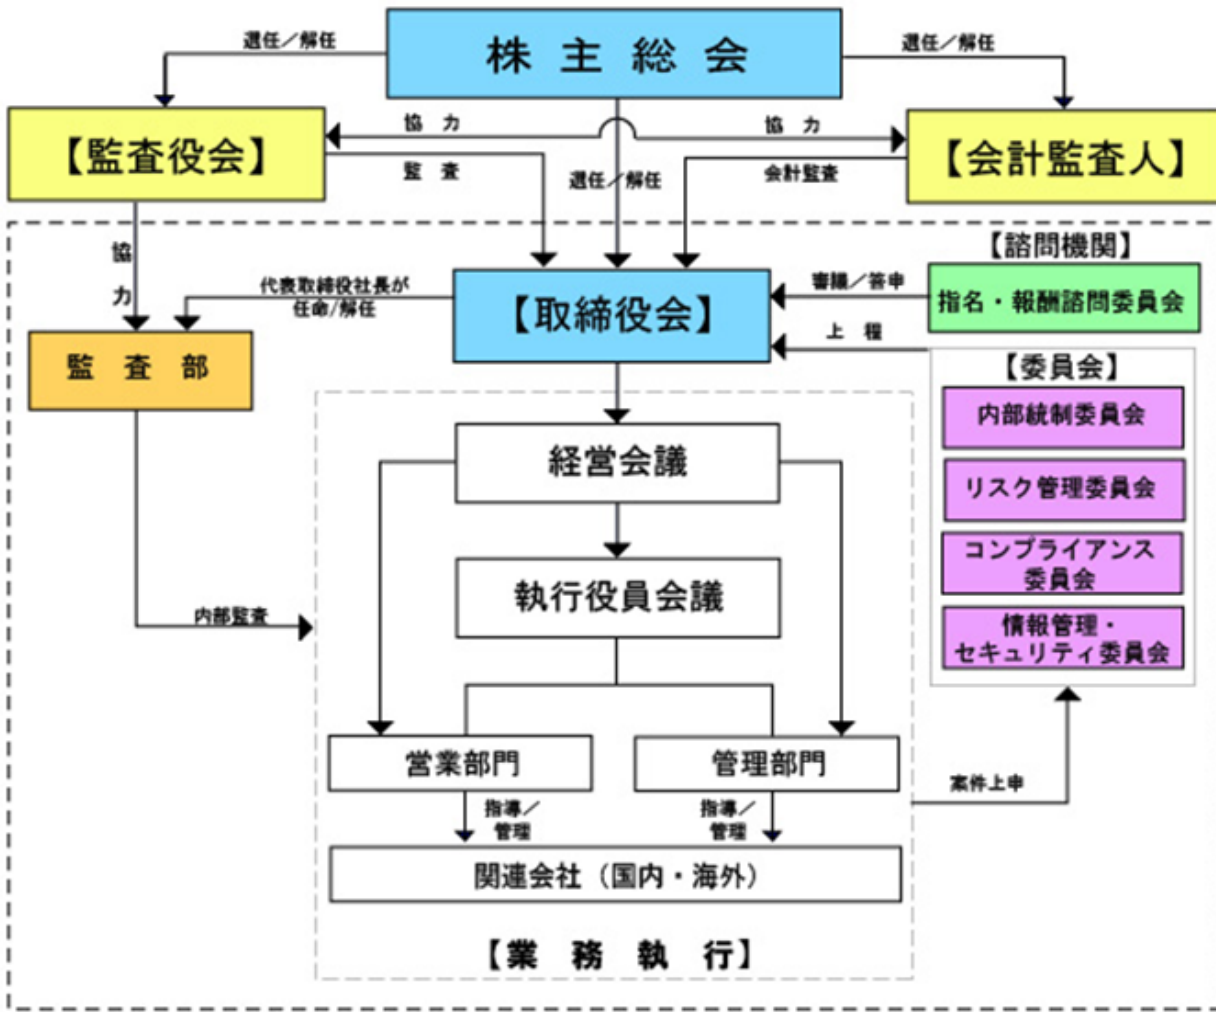 株主総会
選任／解任
選任／解任
【監査役会】
協力
協力
【会計監査人】
監査
選任／解任
会計監査
協力
【諮問機関】
代表取締役社長が
任命/解任
【取締役会】
審議／答申
指名・報酬諮問委員会
上程
監査部
【委員会】
内部統制委員会
経営会議
リスク管理委員会
コンプライアンス
委員会
執行役員会議
内部監査
情報管理・
セキュリティ委員会
営業部門
管理部門
案件上申
指導／
管理
指導／
管理
関連会社（国内・海外）
【業務執行】